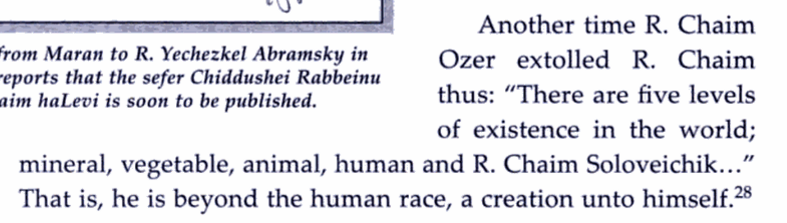 from Maran to R. Yechezkel Abramsky in
reports that the sefer Chiddushei Rabbeinu
aim haLevi is soon to be published.
Another time R. Chaim
Ozer extolled R. Chaim
thus: “There are five levels
of existence in the world;
mineral, vegetable, animal, human and R. Chaim Soloveichik...”
That is, he is beyond the human race, a creation unto himself.28